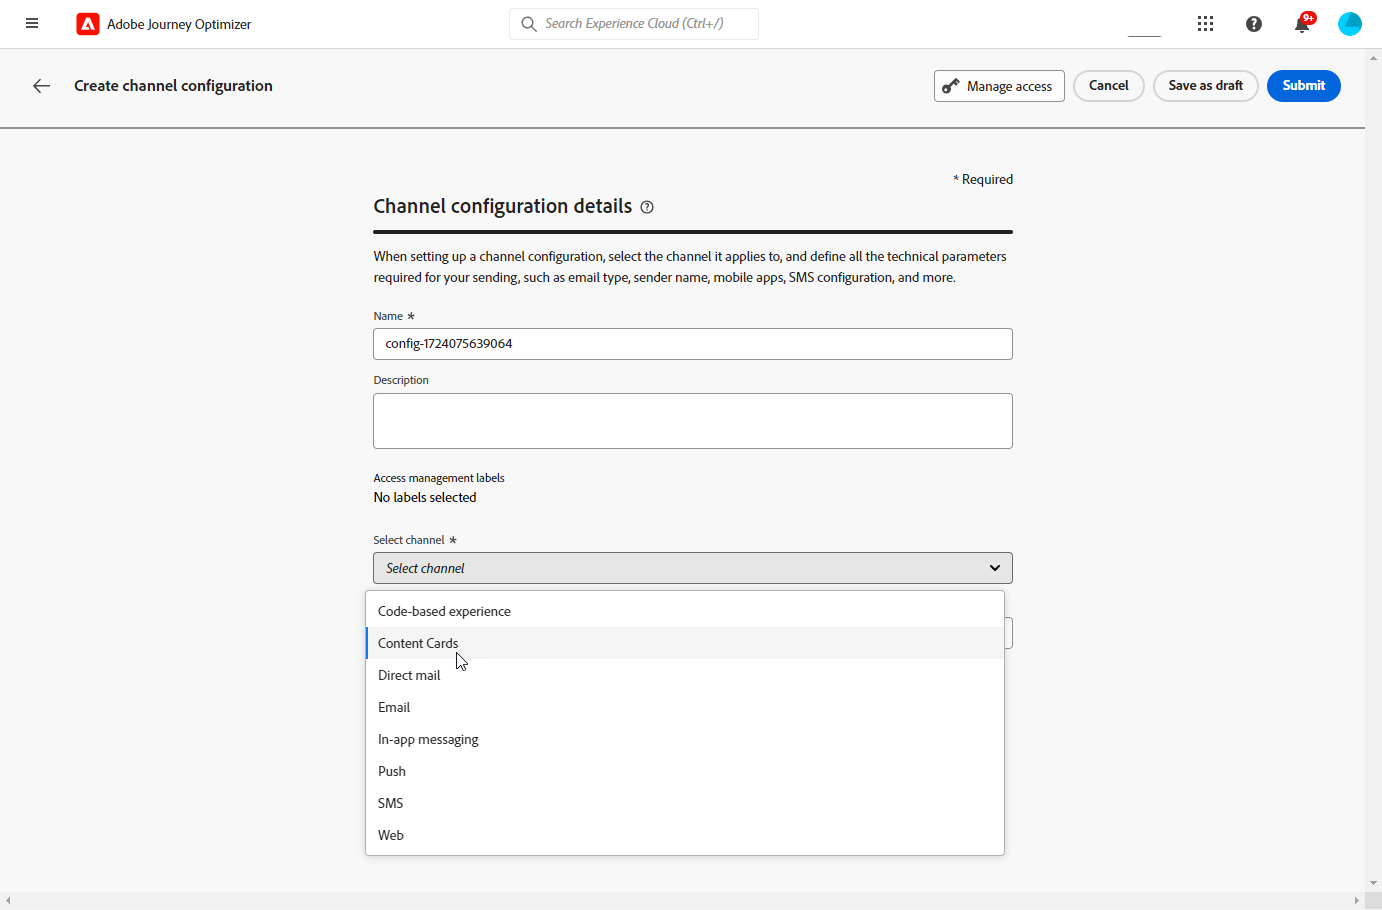 Adobe Journey Optimizer
Search Experience Cloud (Ctrl+/)
9+
Create channel configuration
Manage access
Cancel
Save as draft
Submit
* Required
Channel configuration details
When setting up a channel configuration, select the channel it applies to, and define all the technical parameters
required for your sending, such as email type, sender name, mobile apps, SMS configuration, and more.
Name *
config-1724075639064
Description
Access management labels
No labels selected
Select channel *
Select channel
Code-based experience
Content Cards
Direct mail
Email
In-app messaging
Push
SMS
Web